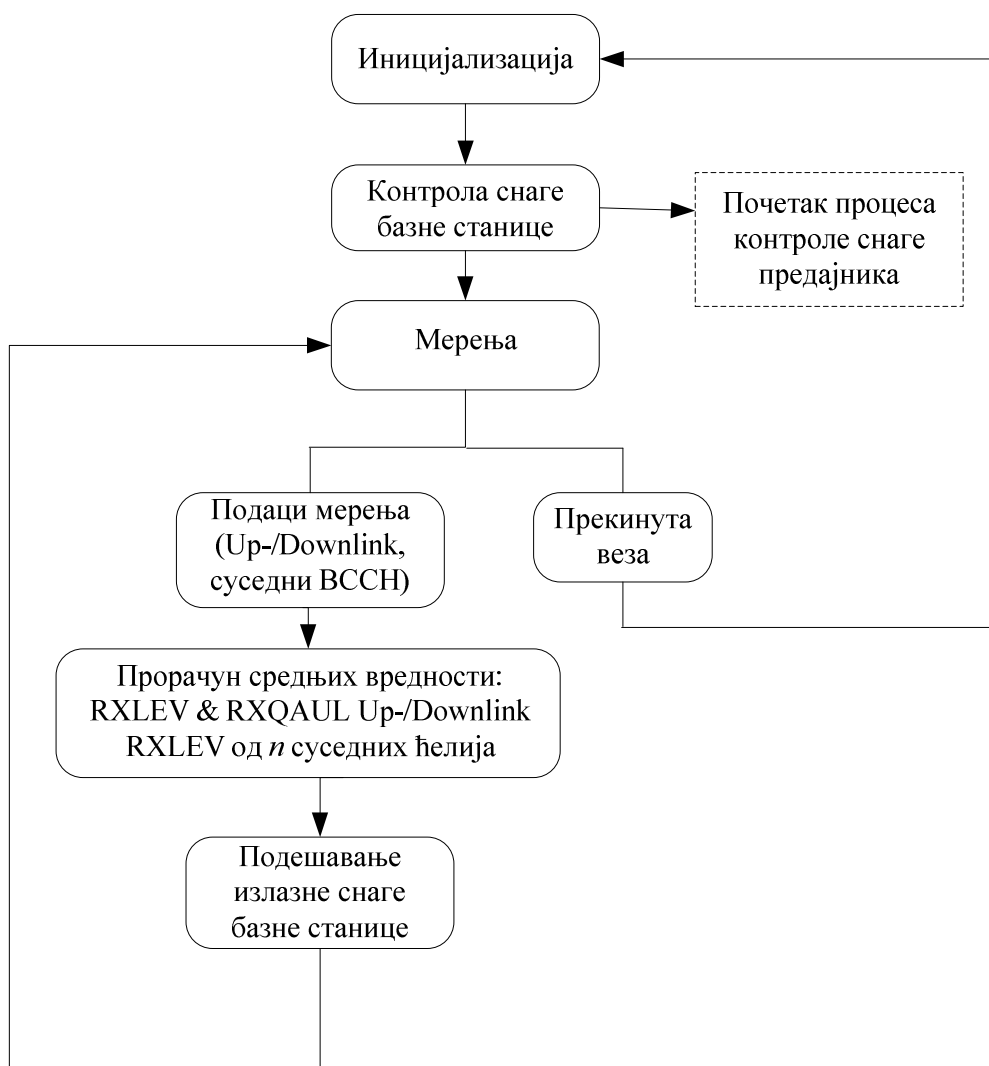 Иницијализација
Контрола снаге
базне станице
Почетак процеса
контроле снаге
предајника
Мерења
Подаци мерења
(Up-/Downlink,
суседни BCCH)
Прекинута
веза
Прорачун средњих вредности:
RXLEV & RXQAUL Up-/Downlink
RXLEV од n суседних ћелија
Подешавање
излазне снаге
базне станице